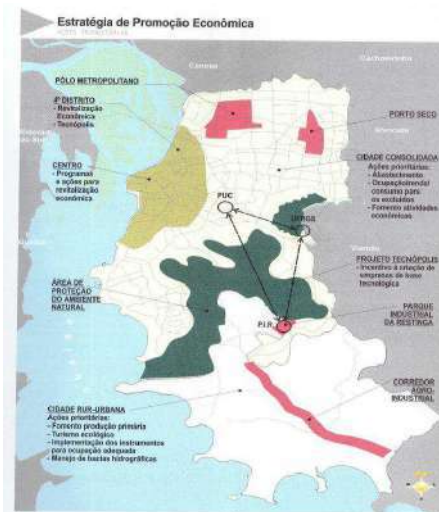 Estratégia de Promoção Econômica
Canoas
Cachoeirinha
PÓLO METROPOLITANO
4º DISTRITO
- Revitalização
Econômica
- Tecnópolis
CENTRO
- Programas
e ações para
revitalização
econômica
PORTO SECO
Alvorada
CIDADE CONSOLIDADA
Ações prioritárias:
- Abastecimento
- Ocupação/renda/
consumo para
os excluídos
- Fomento atividades
econômicas
PUC
UFRGS
Viamão
PROJETO TECNÓPOLIS
- Incentivo à criação de
empresas de base
tecnológica
ÁREA DE
PROTEÇÃO
DO AMBIENTE
NATURAL
P.I.R.
PARQUE
INDUSTRIAL
DA RESTINGA
CORREDOR
AGRO-
INDUSTRIAL
CIDADE RUR-URBANA
Ações prioritárias:
- Fomento produção primária
- Turismo ecológico
- Implementação dos instrumentos
para ocupação adequada
- Manejo de bacias hidrográficas